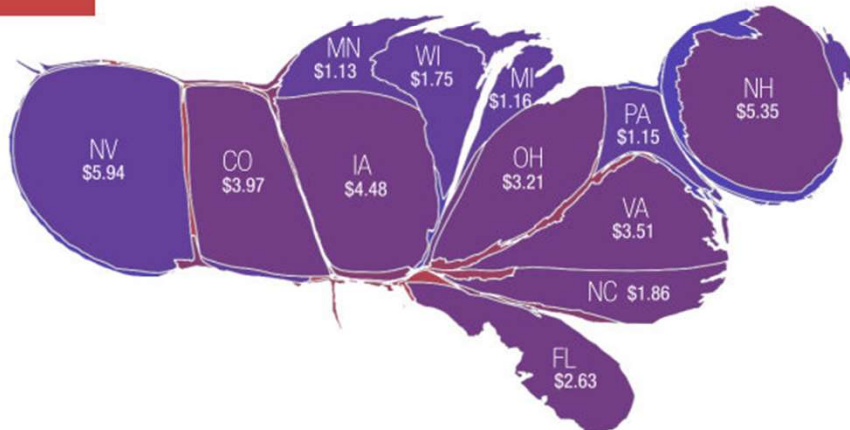 NV
$5.94
CO
$3.97
IA
$4.48
MN
$1.13
WI
$1.75
MI
$1.16
OH
$3.21
PA
$1.15
NH
$5.35
VA
$3.51
NC $1.86
FL
$2.63